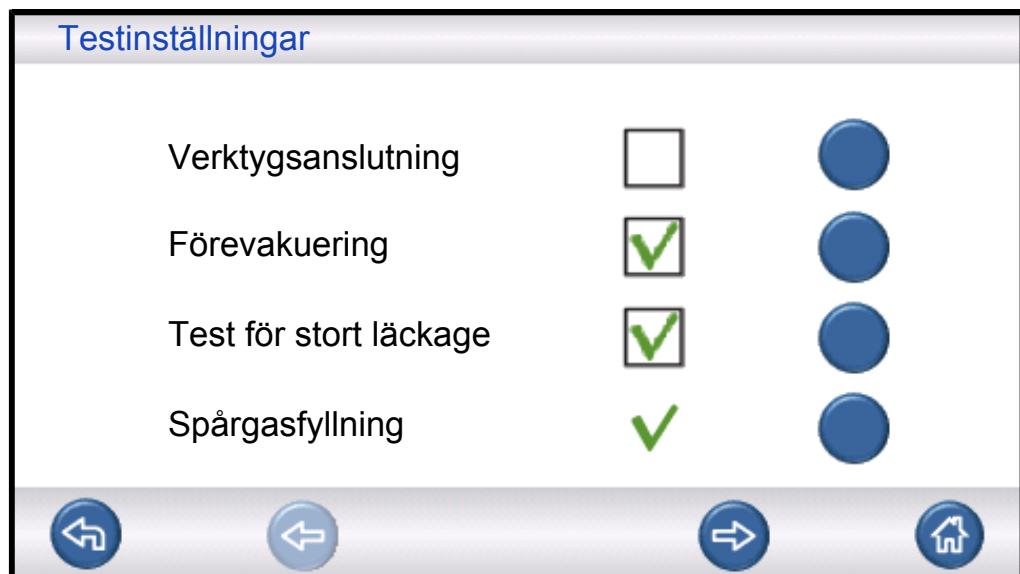 Testinställningar
Verktygsanslutning
Förevakuering
Test för stort läckage
Spårgasfyllning